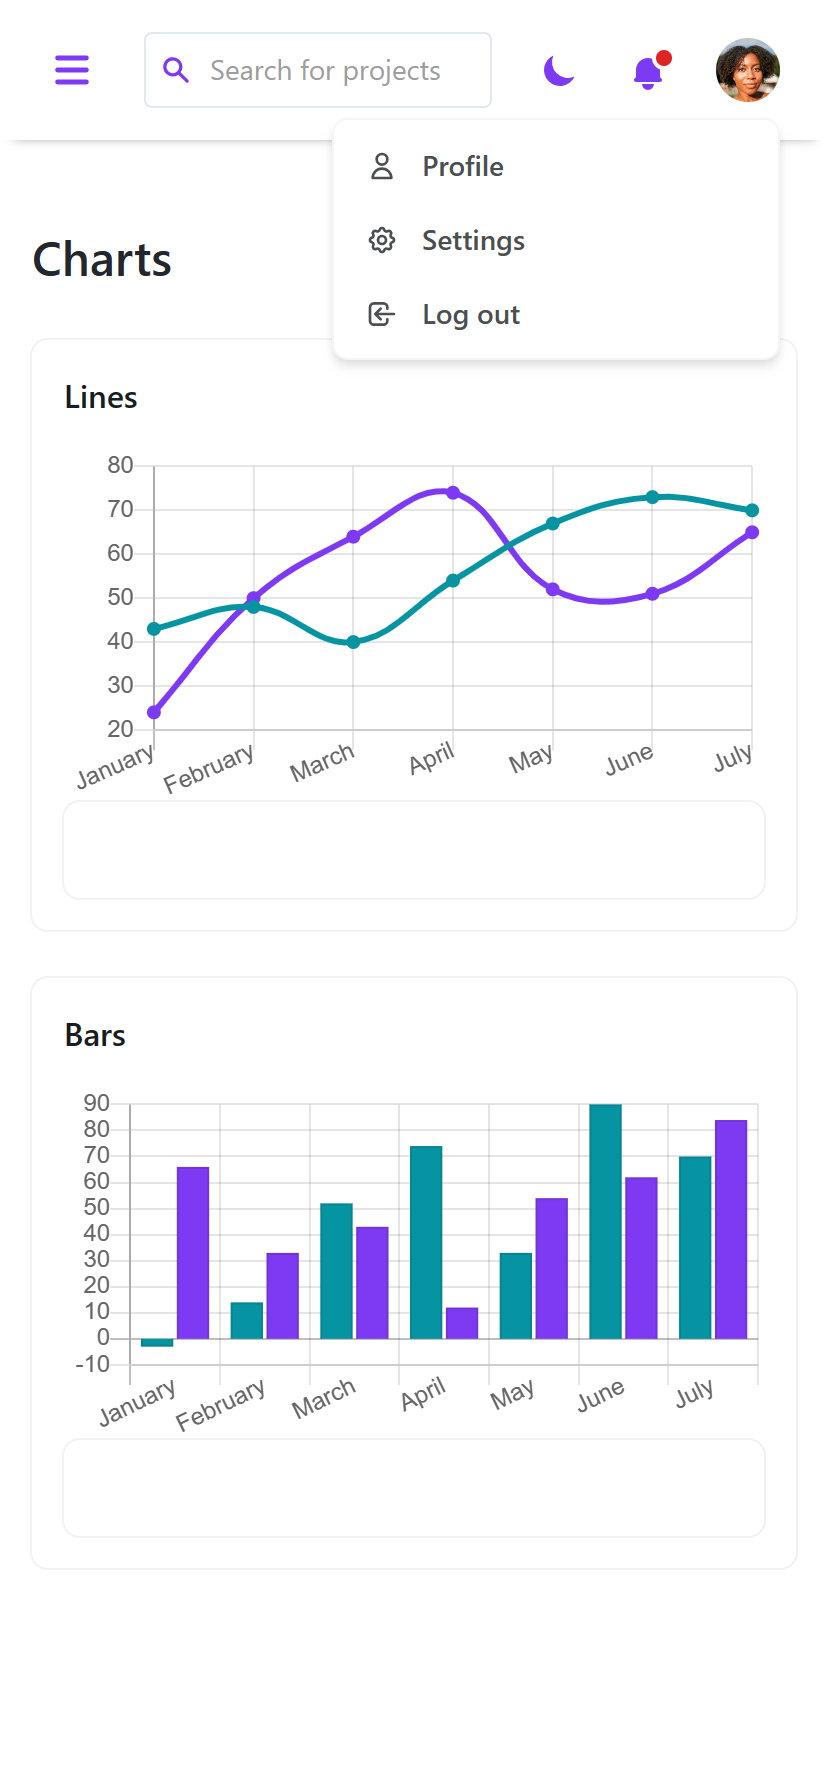 Search for projects
Profile
Settings
Log out
Charts
Lines
80
70
60
50
40
30
20
January February March April May June July
Bars
90
80
70
60
50
40
30
20
10
0
-10
January February March April May June July